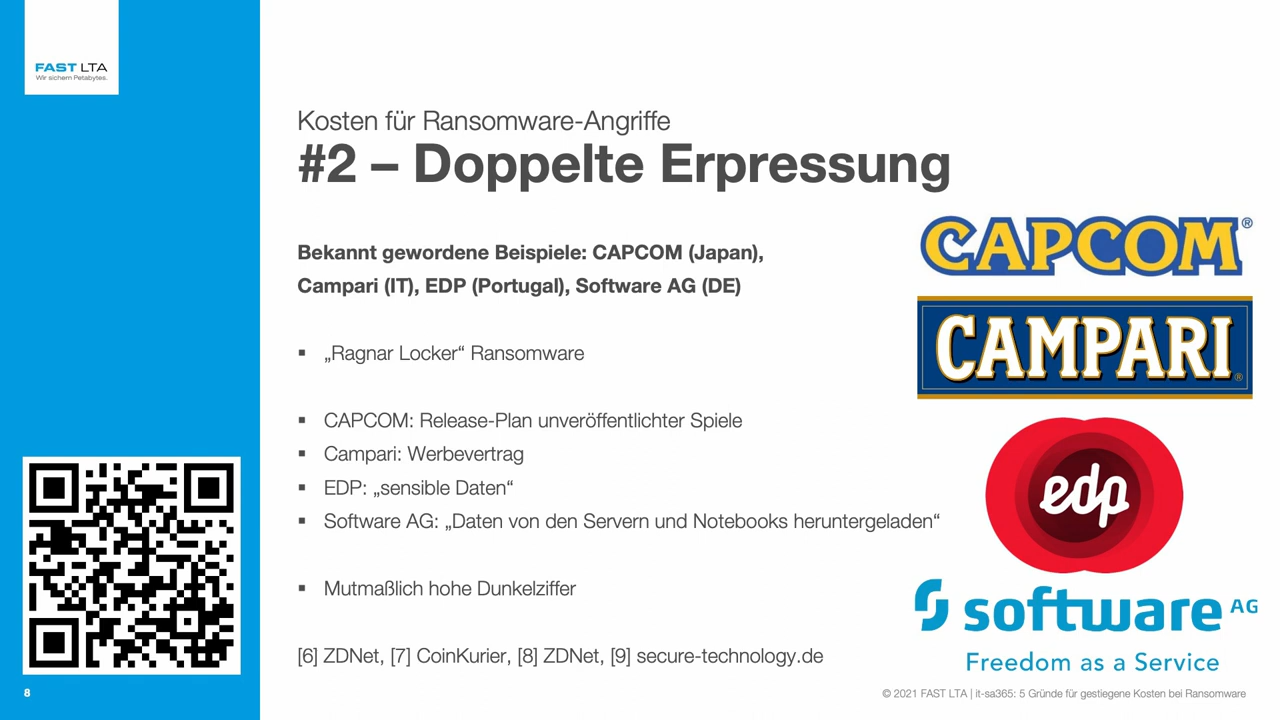 FAST LTA
Wir sichern Petabytes.
Kosten für Ransomware-Angriffe
#2 – Doppelte Erpressung
Bekannt gewordene Beispiele: CAPCOM (Japan),
Campari (IT), EDP (Portugal), Software AG (DE)
▪ „Ragnar Locker“ Ransomware
▪ CAPCOM: Release-Plan unveröffentlichter Spiele
▪ Campari: Werbevertrag
▪ EDP: „sensible Daten“
▪ Software AG: „Daten von den Servern und Notebooks heruntergeladen“
▪ Mutmaßlich hohe Dunkelziffer
[6] ZDNet, [7] CoinKurier, [8] ZDNet, [9] secure-technology.de
CAPCOM®
CAMPARI®
edp
software AG
Freedom as a Service
8
© 2021 FAST LTA | it-sa365: 5 Gründe für gestiegene Kosten bei Ransomware